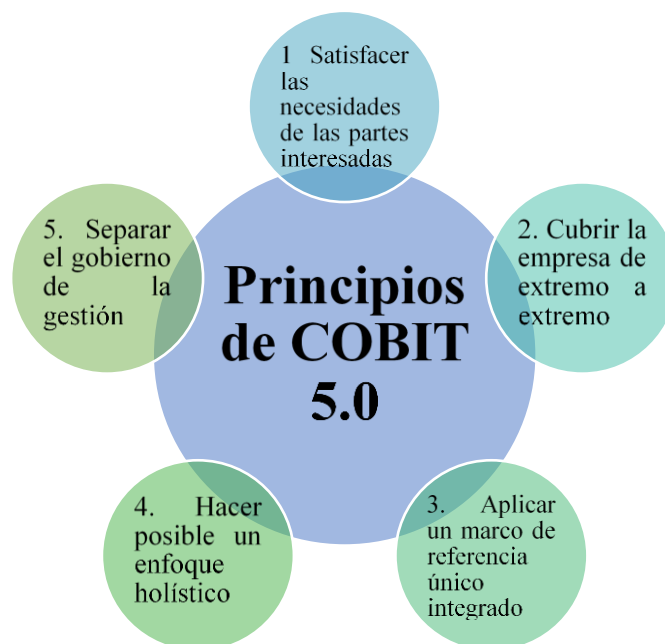 1 Satisfacer
las
necesidades
de las partes
interesadas
2. Cubrir la
empresa de
extremo a
extremo
3. Aplicar
un marco de
referencia
único
integrado
4. Hacer
posible un
enfoque
holístico
5. Separar
el gobierno
de la
gestión
Principios
de COBIT
5.0